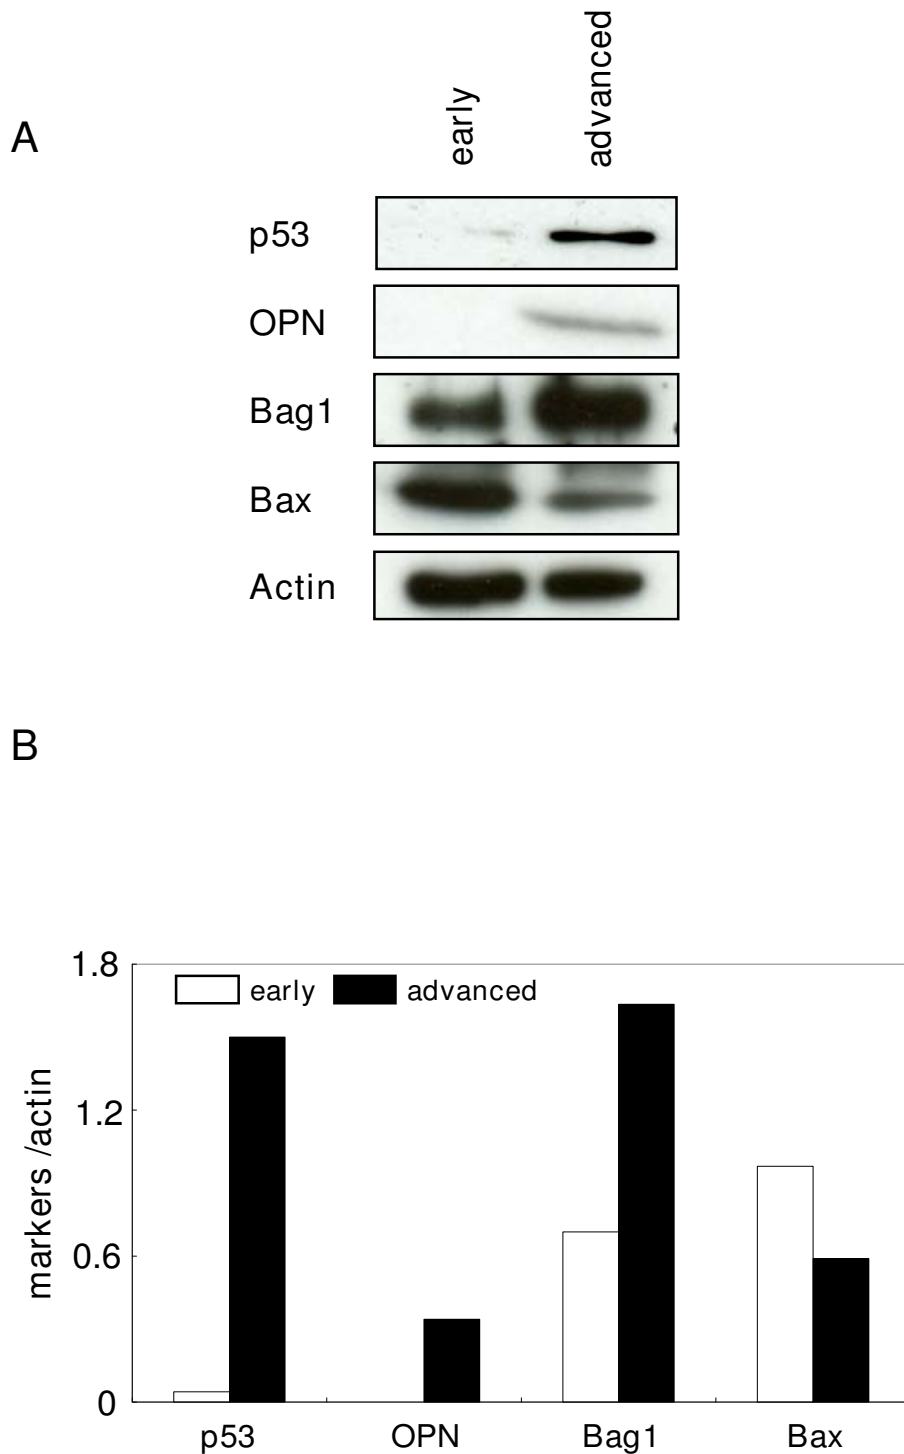 A
early
advanced
p53
OPN
Bag1
Bax
Actin
B
1.8
early advanced
1.2
0.6
0
markers /actin
p53 OPN Bag1 Bax